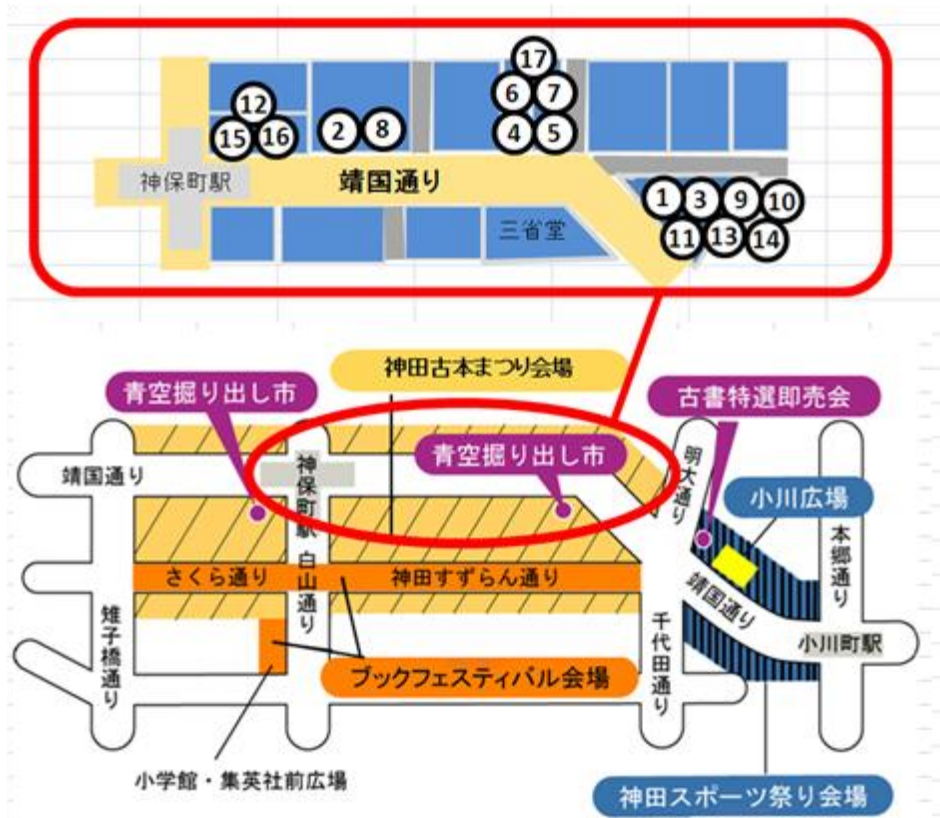 17
12 6 7
15 16 2 8 4 5
神保町駅
靖国通り
三省堂
1 3 9 10
11 13 14
神田古本まつり会場
青空掘り出し市
青空掘り出し市
古書特選即売会
靖国通り
神保町駅
明大通り
小川広場
本郷通り
さくら通り
白山通り
神田すずらん通り
靖国通り
雉子橋通り
千代田通り
小川町駅
ブックフェスティバル会場
小学館・集英社前広場
神田スポーツ祭り会場